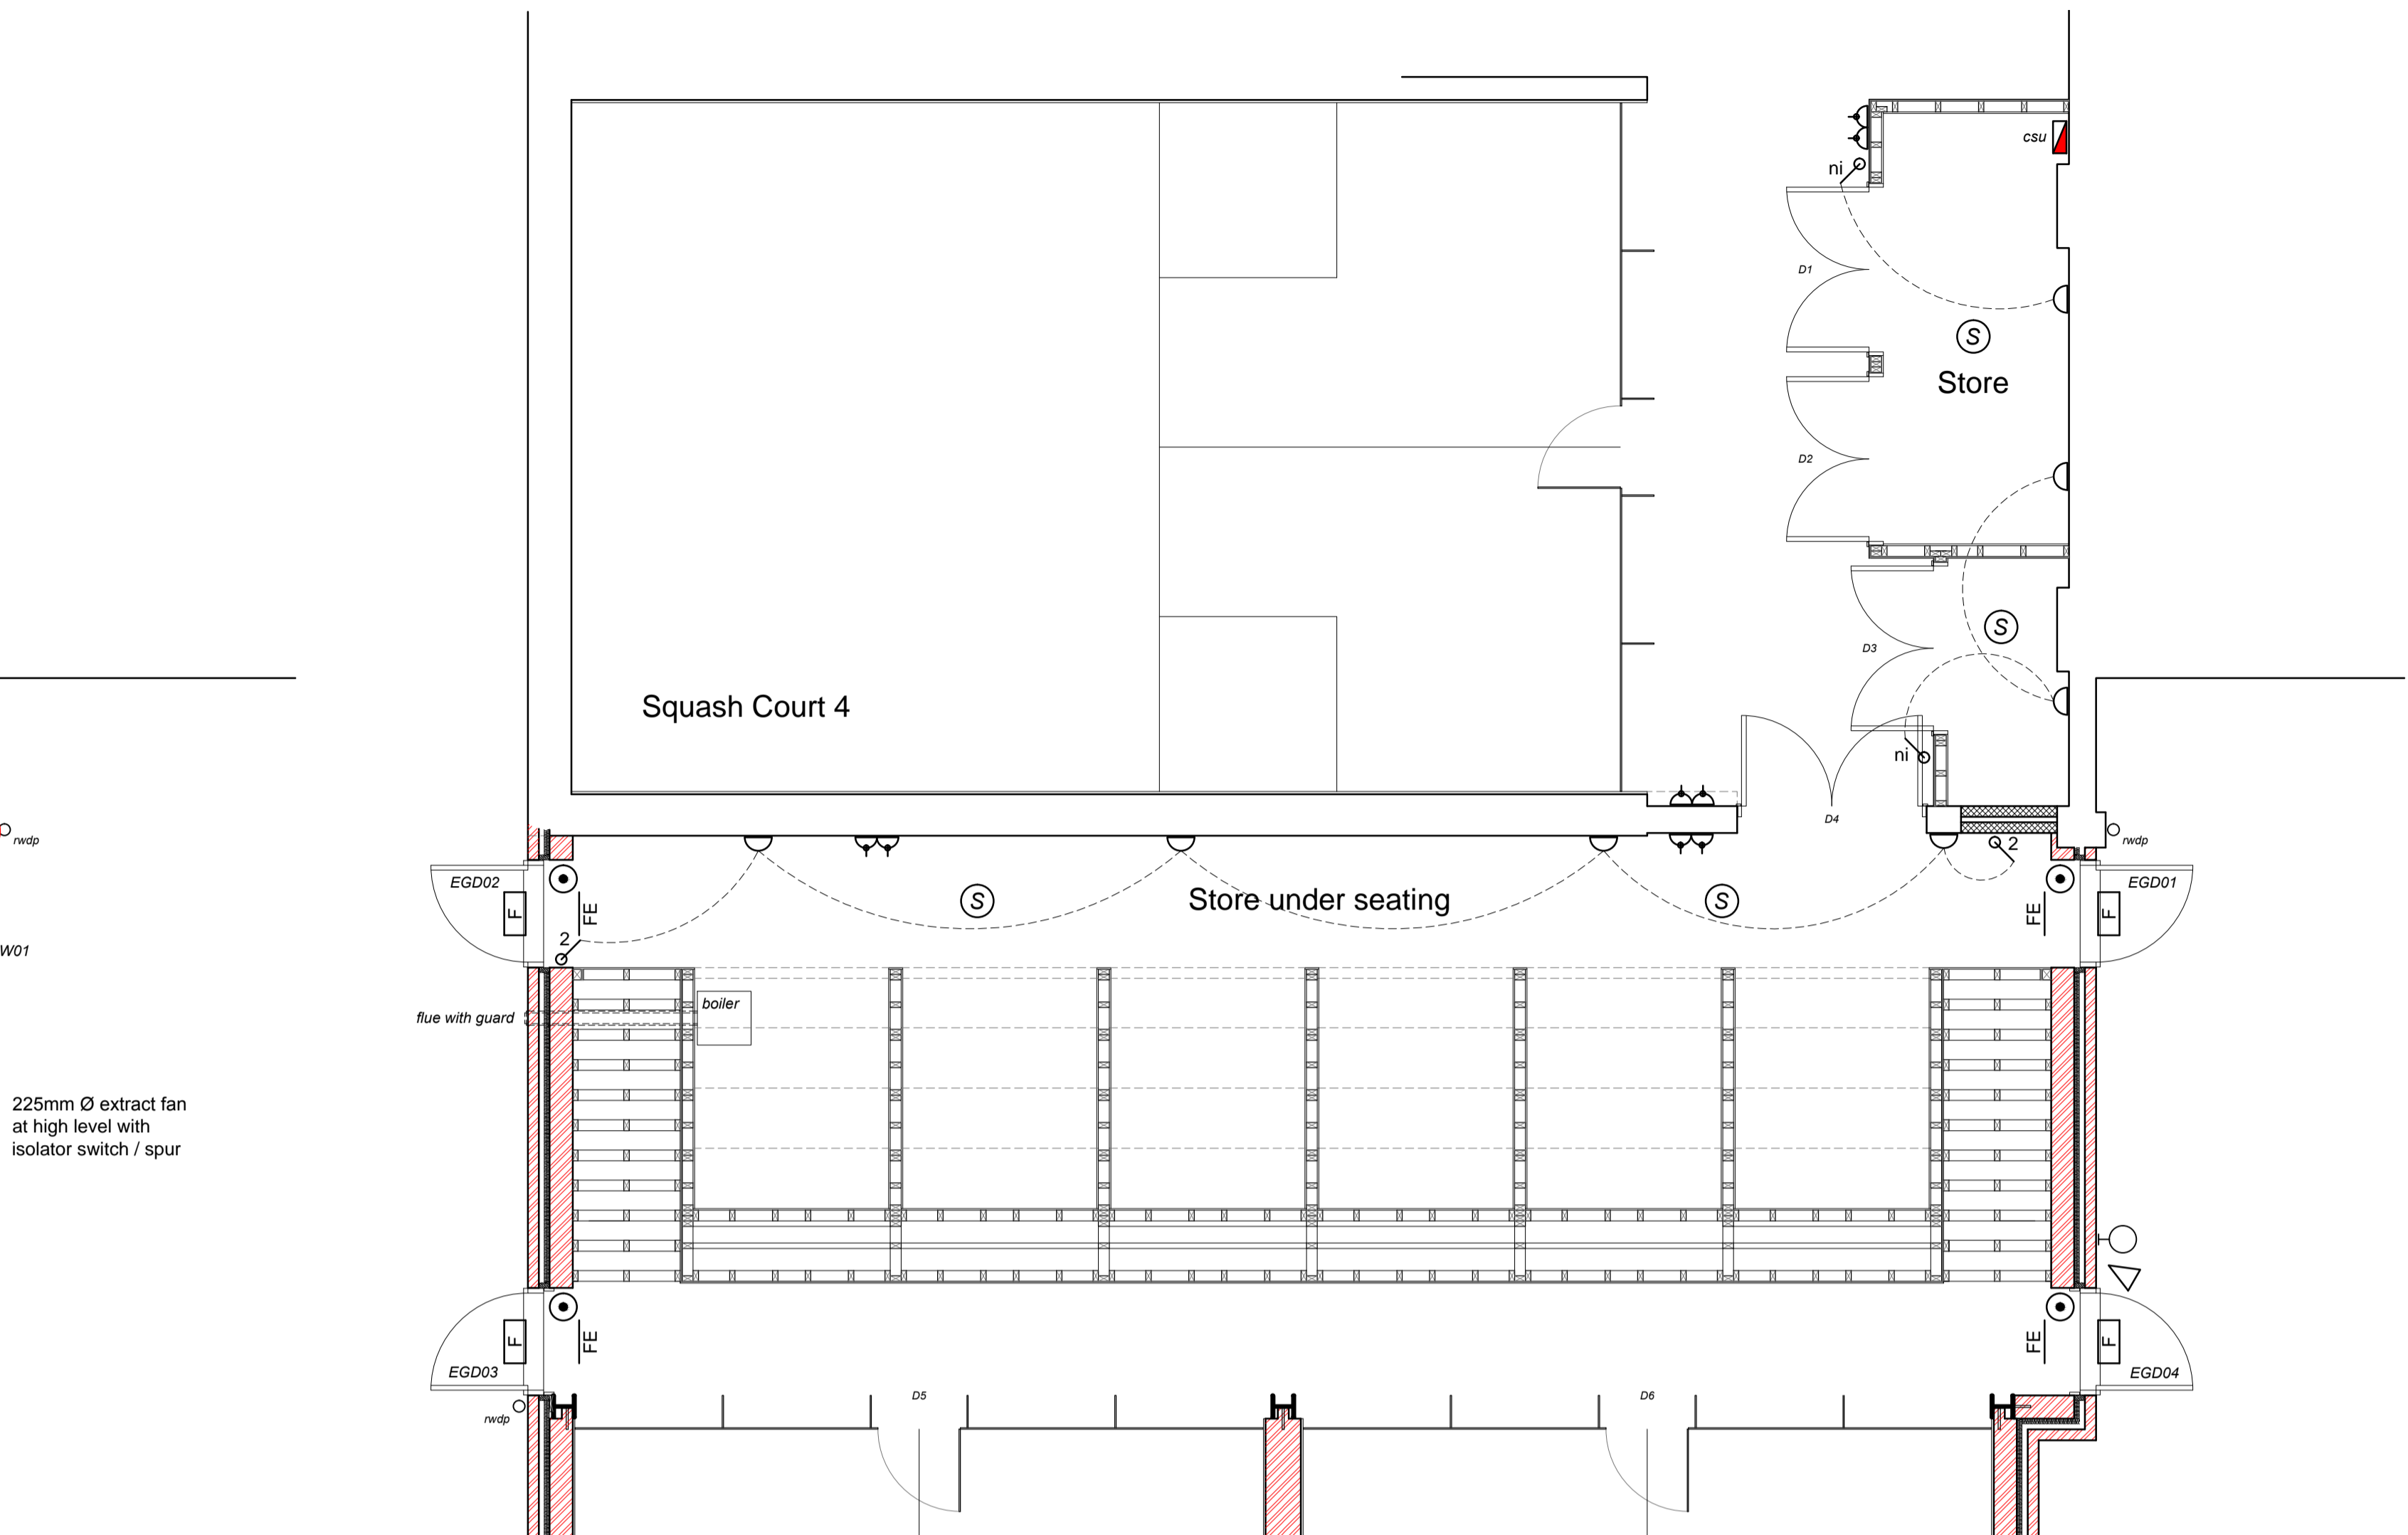 csu
ni
D1
S
Store
D2
S
D3
Squash Court 4
ni
D4
rwdp
rwdp
2
EGD02
EGD01
F
FE
S
Store under seating
S
FE
F
2
W01
boiler
flue with guard
225mm Ø extract fan
at high level with
isolator switch / spur
F
FE
FE
F
EGD03
EGD04
D5
D6
rwdp